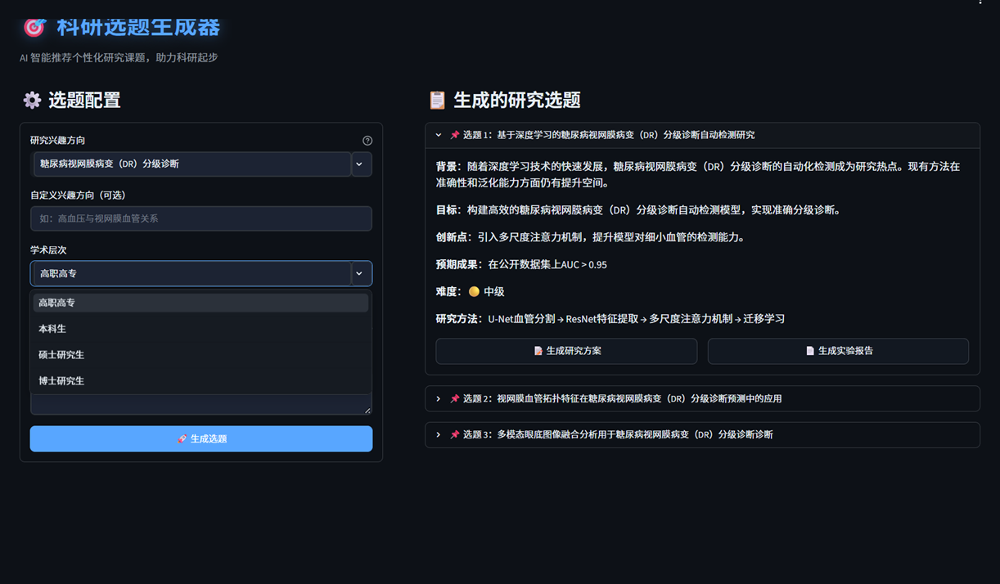 科研选题生成器
AI 智能推荐个性化研究课题，助力科研起步
选题配置
研究兴趣方向
糖尿病视网膜病变（DR）分级诊断
自定义兴趣方向（可选）
如：高血压与视网膜血管关系
学术层次
高职高专
高职高专
本科生
硕士研究生
博士研究生
生成选题
生成的研究选题
选题 1：基于深度学习的糖尿病视网膜病变（DR）分级诊断自动检测研究
背景：随着深度学习技术的快速发展，糖尿病视网膜病变（DR）分级诊断的自动化检测成为研究热点。现有方法在
准确性和泛化能力方面仍有提升空间。
目标：构建高效的糖尿病视网膜病变（DR）分级诊断自动检测模型，实现准确分级诊断。
创新点：引入多尺度注意力机制，提升模型对细小血管的检测能力。
预期成果：在公开数据集上AUC > 0.95
难度： 中级
研究方法：U-Net血管分割 → ResNet特征提取 → 多尺度注意力机制 → 迁移学习
生成研究方案
生成实验报告
选题 2：视网膜血管拓扑特征在糖尿病视网膜病变（DR）分级诊断预测中的应用
选题 3：多模态眼底图像融合分析用于糖尿病视网膜病变（DR）分级诊断诊断